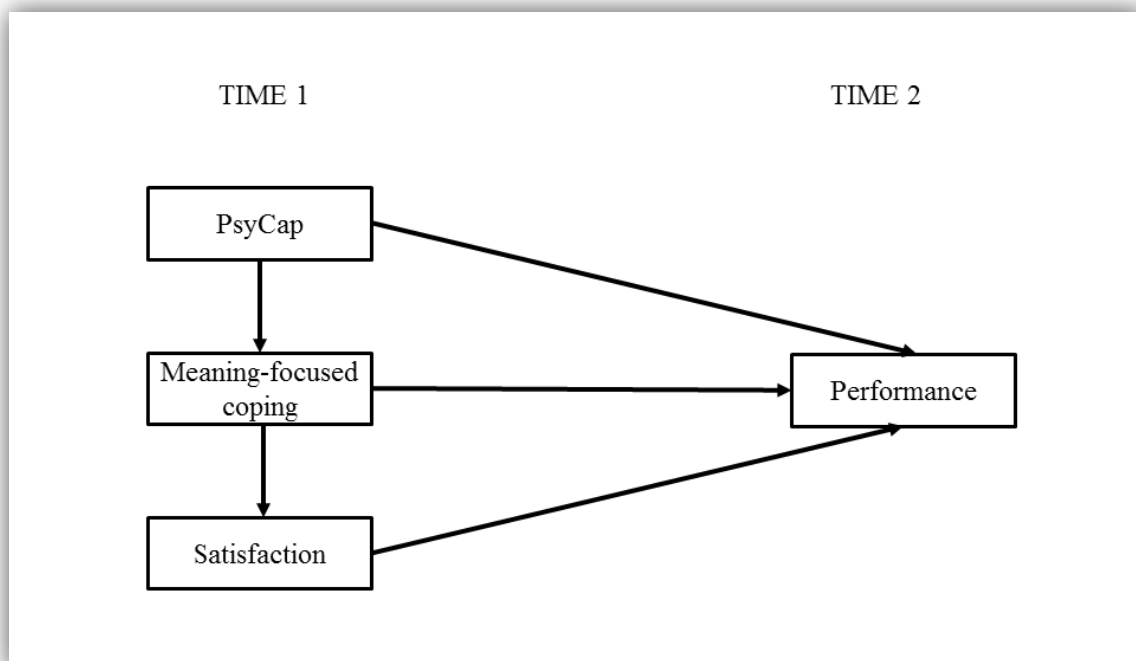 TIME 1
TIME 2
PsyCap
Meaning-focused
coping
Performance
Satisfaction